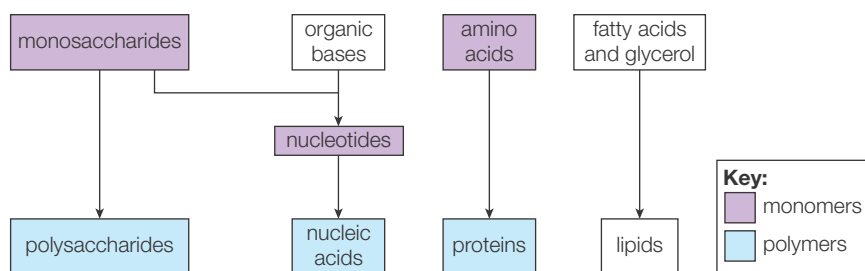 monosaccharides
organic
bases
amino
acids
fatty acids
and glycerol
nucleotides
polysaccharides
nucleic
acids
proteins
lipids
Key:
monomers
polymers